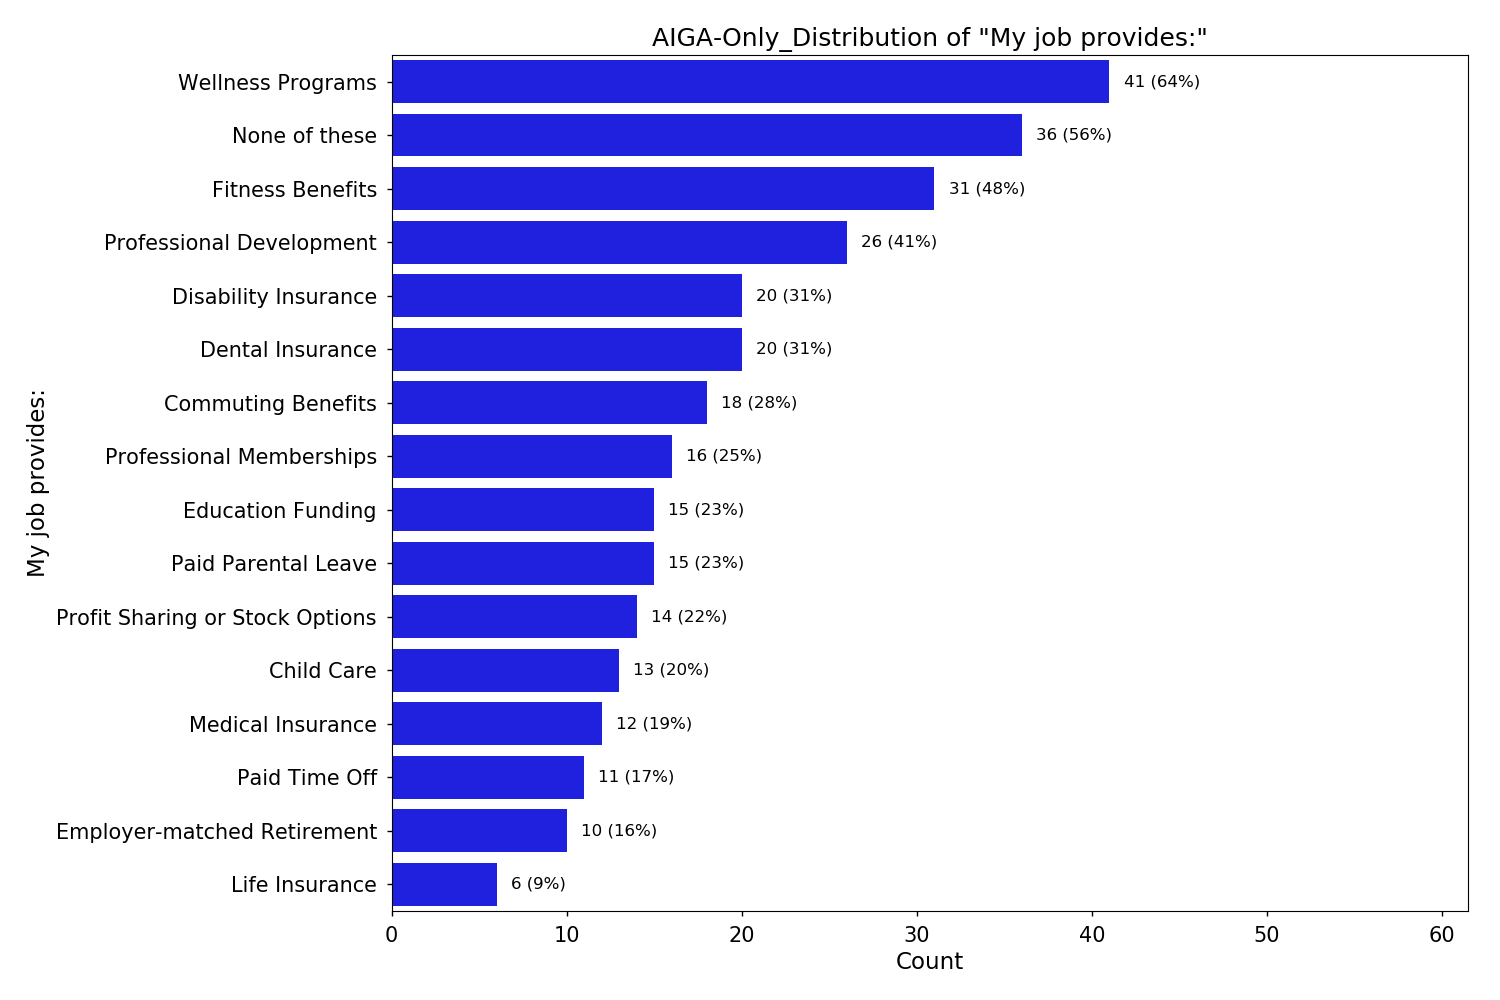 AIGA-Only_Distribution of "My job provides:"
My job provides:
Wellness Programs 41 (64%)
None of these 36 (56%)
Fitness Benefits 31 (48%)
Professional Development 26 (41%)
Disability Insurance 20 (31%)
Dental Insurance 20 (31%)
Commuting Benefits 18 (28%)
Professional Memberships 16 (25%)
Education Funding 15 (23%)
Paid Parental Leave 15 (23%)
Profit Sharing or Stock Options 14 (22%)
Child Care 13 (20%)
Medical Insurance 12 (19%)
Paid Time Off 11 (17%)
Employer-matched Retirement 10 (16%)
Life Insurance 6 (9%)
0 10 20 30 40 50 60
Count